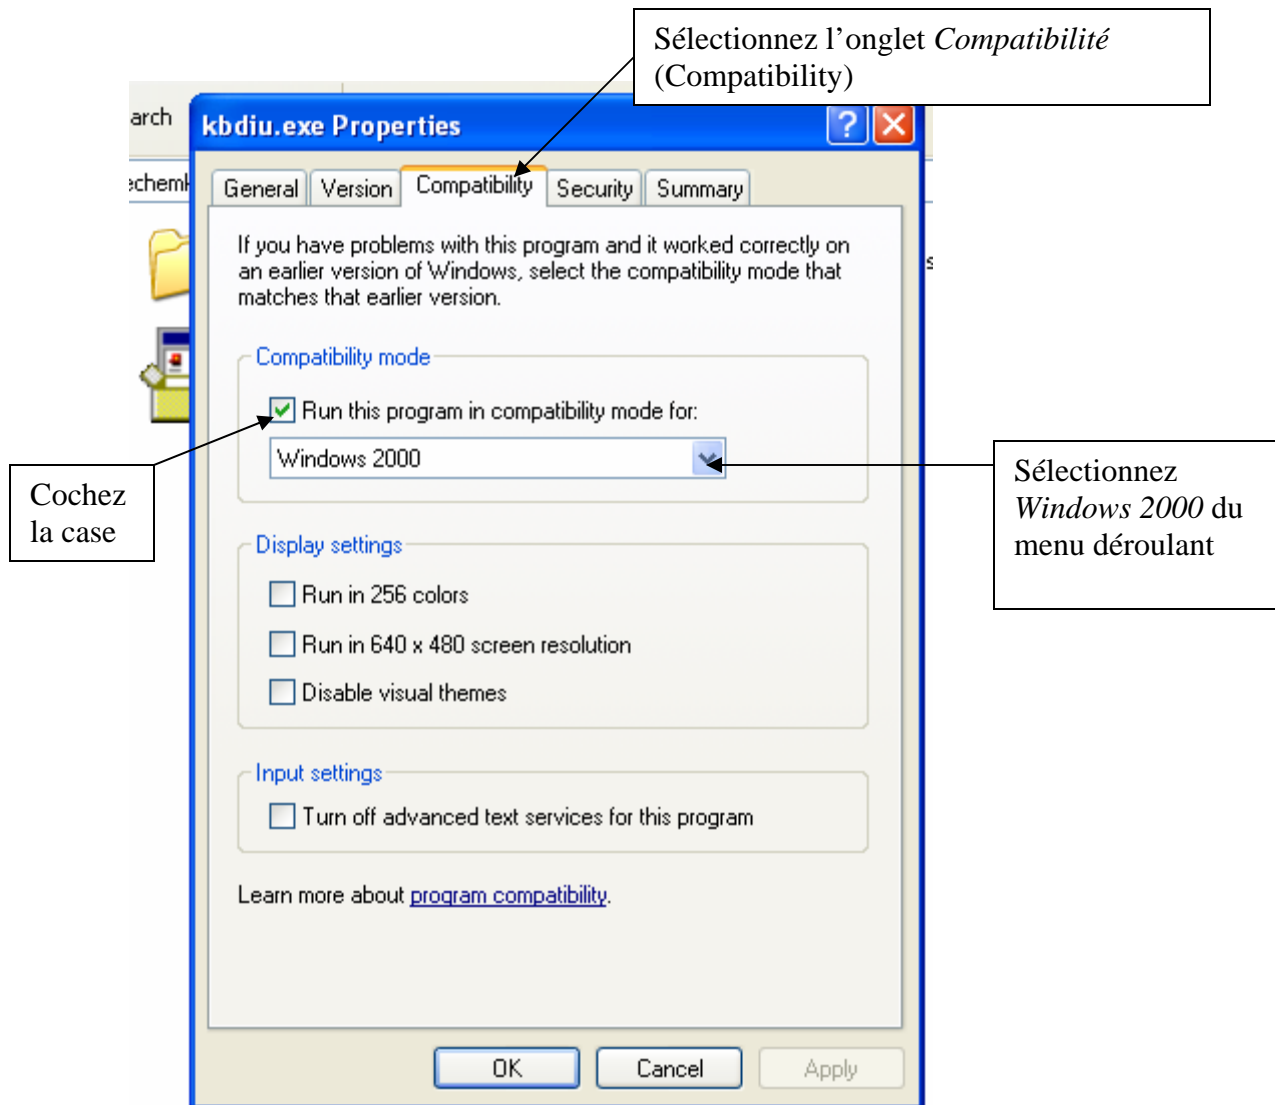 Sélectionnez l’onglet Compatibilité
(Compatibility)
arch
kbdiu.exe Properties
echemk
General Version Compatibility Security Summary
If you have problems with this program and it worked correctly on
an earlier version of Windows, select the compatibility mode that
matches that earlier version.
s
Compatibility mode
Run this program in compatibility mode for:
Windows 2000
Cochez
la case
Sélectionnez
Windows 2000 du
menu déroulant
Display settings
Run in 256 colors
Run in 640 x 480 screen resolution
Disable visual themes
Input settings
Turn off advanced text services for this program
Learn more about program compatibility.
OK Cancel Apply